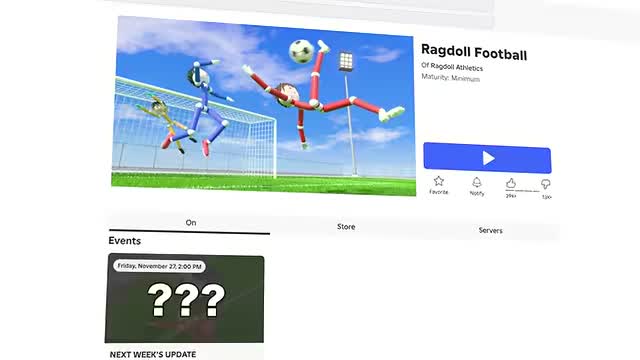 Ragdoll Football
Of Ragdoll Athletics
Maturity: Minimum
Favorite
Notify
On
Store
Servers
Events
Friday, November 27, 2:00 PM
???
NEXT WEEK'S UPDATE